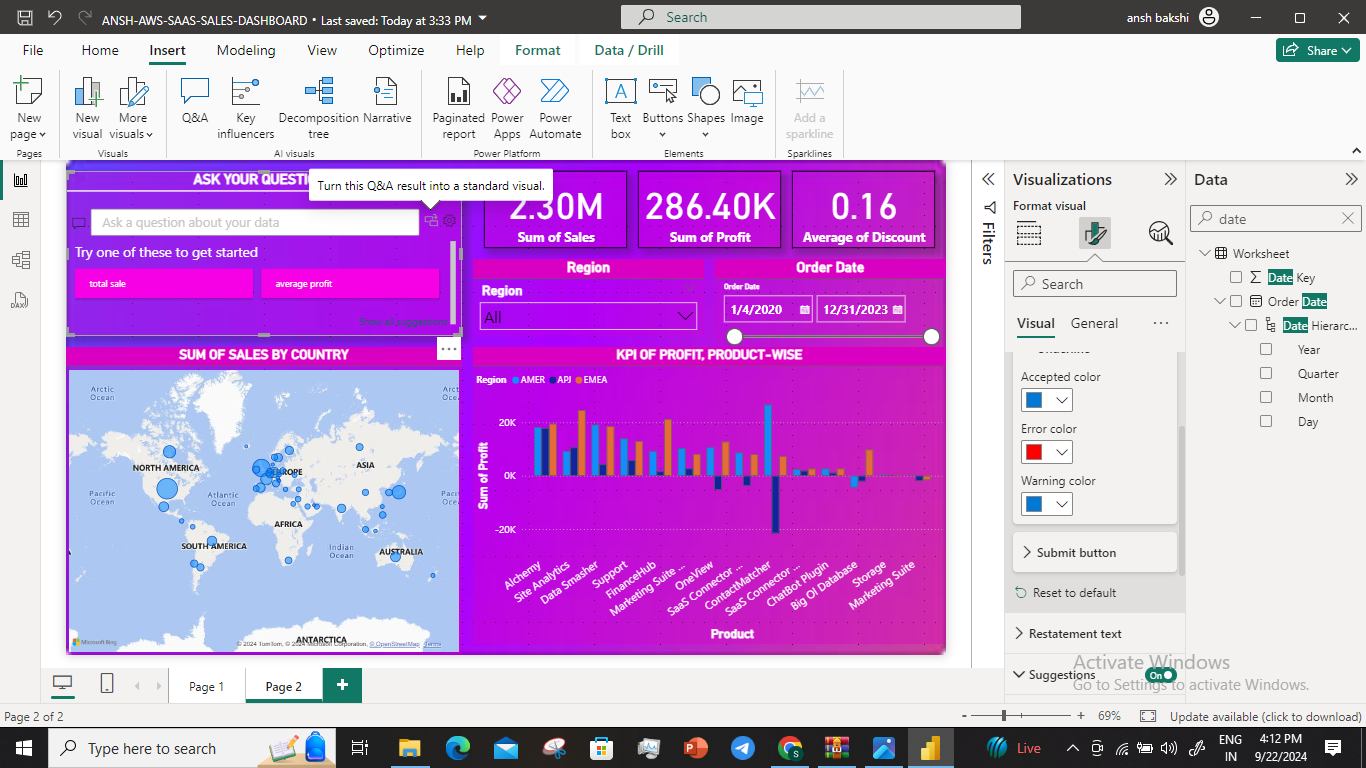 ANSH-AWS-SAAS-SALES-DASHBOARD • Last saved: Today at 3:33 PM
Search
ansh bakshi
File Home Insert Modeling View Optimize Help Format Data / Drill
Share
New page
New visual
More visuals
Q&A
Key influencers
Decomposition tree
Narrative
Paginated report
Power Apps
Power Automate
Text box
Buttons
Shapes
Image
Add a sparkline
Pages
Visuals
AI visuals
Power Platform
Elements
Sparklines
ASK YOUR QUESTIO
Turn this Q&A result into a standard visual.
Ask a question about your data
Try one of these to get started
total sale
average profit
Show all suggestions
2.30M
Sum of Sales
286.40K
Sum of Profit
0.16
Average of Discount
Region
Order Date
Region
All
Order Date
1/4/2020
12/31/2023
SUM OF SALES BY COUNTRY
Arctic Ocean
Arct Oce
NORTH AMERICA
EUROPE
ASIA
Pacific Ocean
Atlantic Ocean
Pacific Ocean
AFRICA
SOUTH AMERICA
Indian Ocean
AUSTRALIA
ANTARCTICA
Microsoft Bing
© 2024 TomTom, © 2024 Microsoft Corporation, © OpenStreetMap Terms
KPI OF PROFIT, PRODUCT-WISE
Region AMER APJ EMEA
Sum of Profit
20K
0K
-20K
Alchemy
Site Analytics
Data Smasher
Support
FinanceHub
Marketing Suite ...
OneView
SaaS Connector ...
ContactMatcher
SaaS Connector ...
ChatBot Plugin
Big Ol Database
Storage
Marketing Suite
Product
Filters
Visualizations
Format visual
Search
Visual
General
Accepted color
Error color
Warning color
Submit button
Reset to default
Restatement text
Suggestions
On
Data
date
Worksheet
Date Key
Order Date
Date Hierarc...
Year
Quarter
Month
Day
Activate Windows
Go to Settings to activate Windows.
DAX
Page 1
Page 2
+
Page 2 of 2
- + 69%
Update available (click to download)
Type here to search
Live
ENG
IN
4:12 PM
9/22/2024